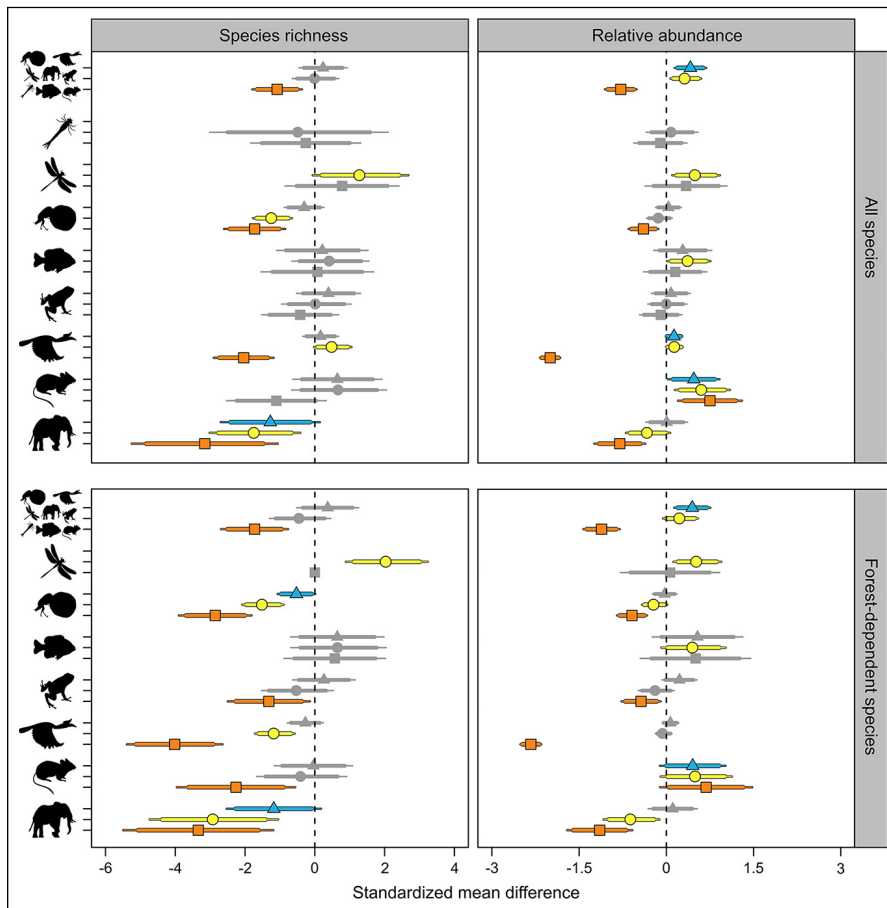 Species richness
Relative abundance
All species
Forest-dependent species
-6 -4 -2 0 2 4
-3 -1.5 0 1.5 3
Standardized mean difference